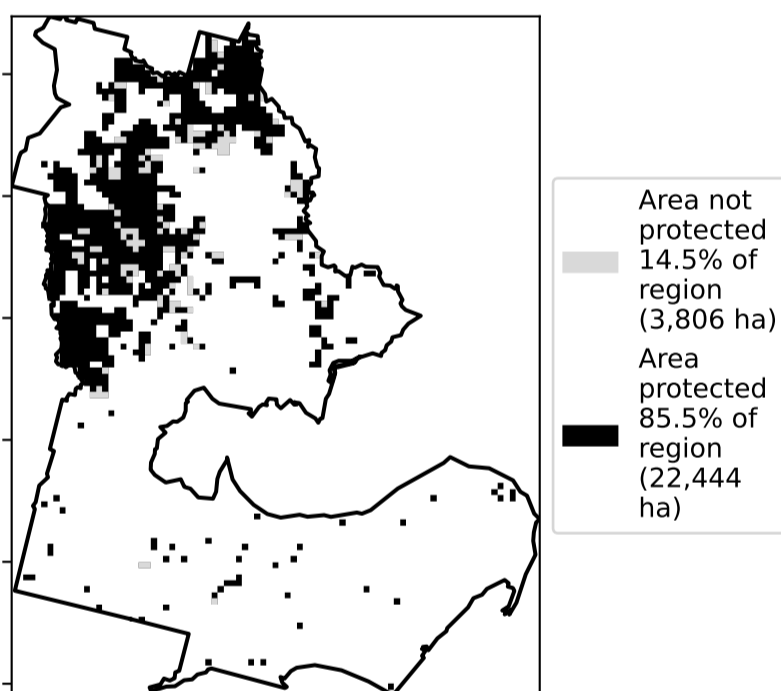 Area not
protected
14.5% of
region
(3,806 ha)
Area
protected
85.5% of
region
(22,444
ha)